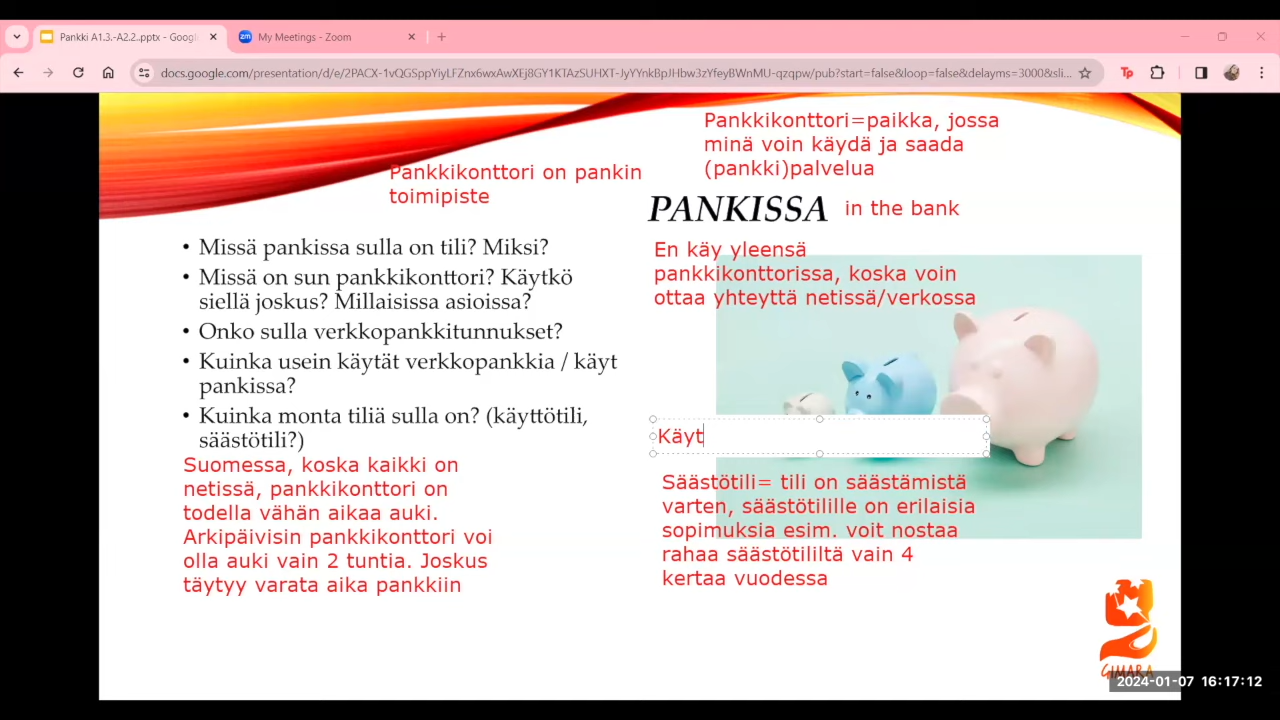 Pankki A1.3.-A2.2..pptx - Goog
My Meetings - Zoom
docs.google.com/presentation/d/e/2PACX-1vQGSppYiyLFZnx6wxAwXEj8GY1KTAzSUHXT-JyYYnkBpJHbw3zYfeyBWnMU-qzqpw/pub?start=false&loop=false&delayms=3000&sli...
Pankkikonttori=paikka, jossa
minä voin käydä ja saada
(pankki)palvelua
Pankkikonttori on pankin
toimipiste
PANKISSA in the bank
• Missä pankissa sulla on tili? Miksi?
• Missä on sun pankkikonttori? Käytkö
siellä joskus? Millaisissa asioissa?
• Onko sulla verkkopankkitunnukset?
• Kuinka usein käytät verkkopankkia / käyt
pankissa?
• Kuinka monta tiliä sulla on? (käyttötili,
säästötili?)
Suomessa, koska kaikki on
netissä, pankkikonttori on
todella vähän aikaa auki.
Arkipäivisin pankkikonttori voi
olla auki vain 2 tuntia. Joskus
täytyy varata aika pankkiin
En käy yleensä
pankkikonttorissa, koska voin
ottaa yhteyttä netissä/verkossa
Käyt
Säästötili= tili on säästämistä
varten, säästötilille on erilaisia
sopimuksia esim. voit nostaa
rahaa säästötililtä vain 4
kertaa vuodessa
GIMARA
2024-01-07 16:17:12